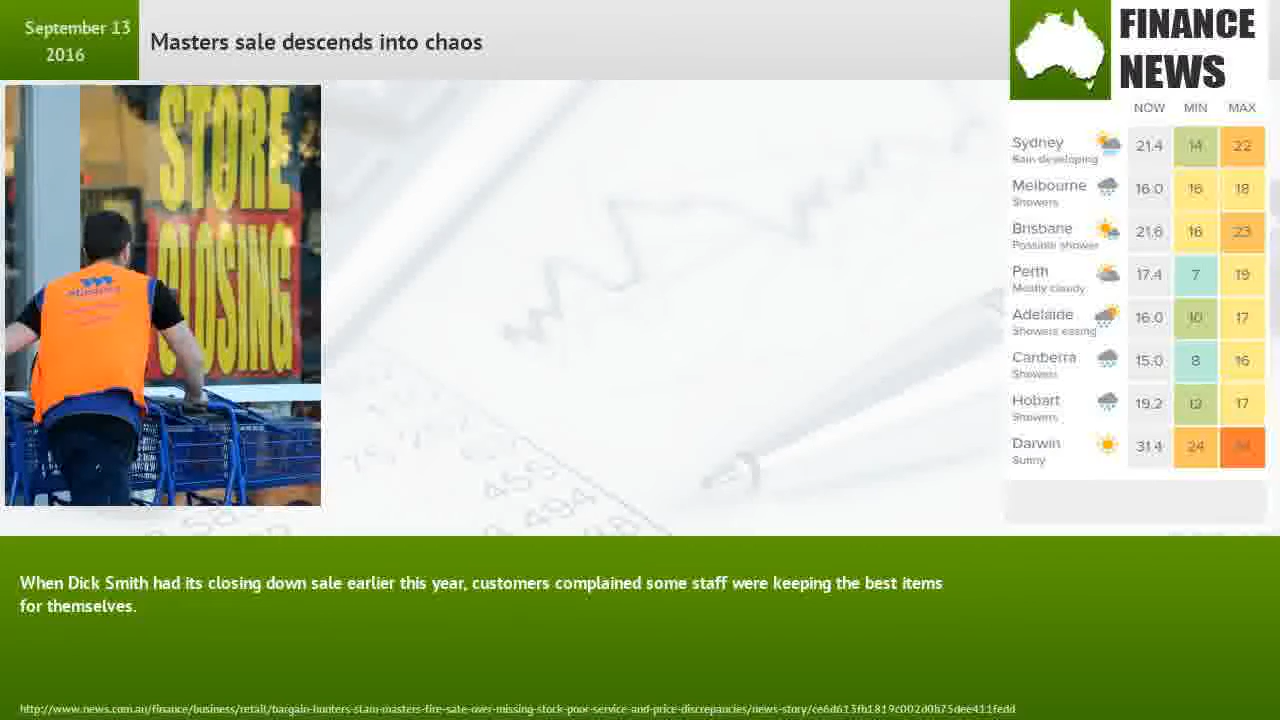 September 13
2016
Masters sale descends into chaos
FINANCE
NEWS
STORE
CLOSING
Masters
NOW MIN MAX
Sydney 21.4 14 22
Rain developing
Melbourne 16.0 16 18
Showers
Brisbane 21.6 16 23
Possible shower
Perth 17.4 7 19
Mostly cloudy
Adelaide 16.0 10 17
Showers easing
Canberra 15.0 8 16
Showers
Hobart 19.2 12 17
Showers
Darwin 31.4 24
Sunny
455
494
When Dick Smith had its closing down sale earlier this year, customers complained some staff were keeping the best items
for themselves.
http://www.news.com.au/finance/business/retail/bargain-hunters-slam-masters-fire-sale-over-missing-stock-poor-service-and-price-discrepancies/news-story/ce6d613fb1819c002d0b75dee411fedd